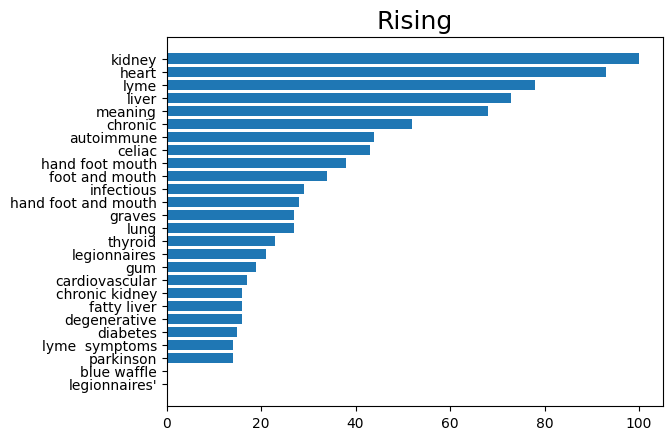 Rising
kidney
heart
lyme
liver
meaning
chronic
autoimmune
celiac
hand foot mouth
foot and mouth
infectious
hand foot and mouth
graves
lung
thyroid
legionnaires
gum
cardiovascular
chronic kidney
fatty liver
degenerative
diabetes
lyme  symptoms
parkinson
blue waffle
legionnaires'
0 20 40 60 80 100